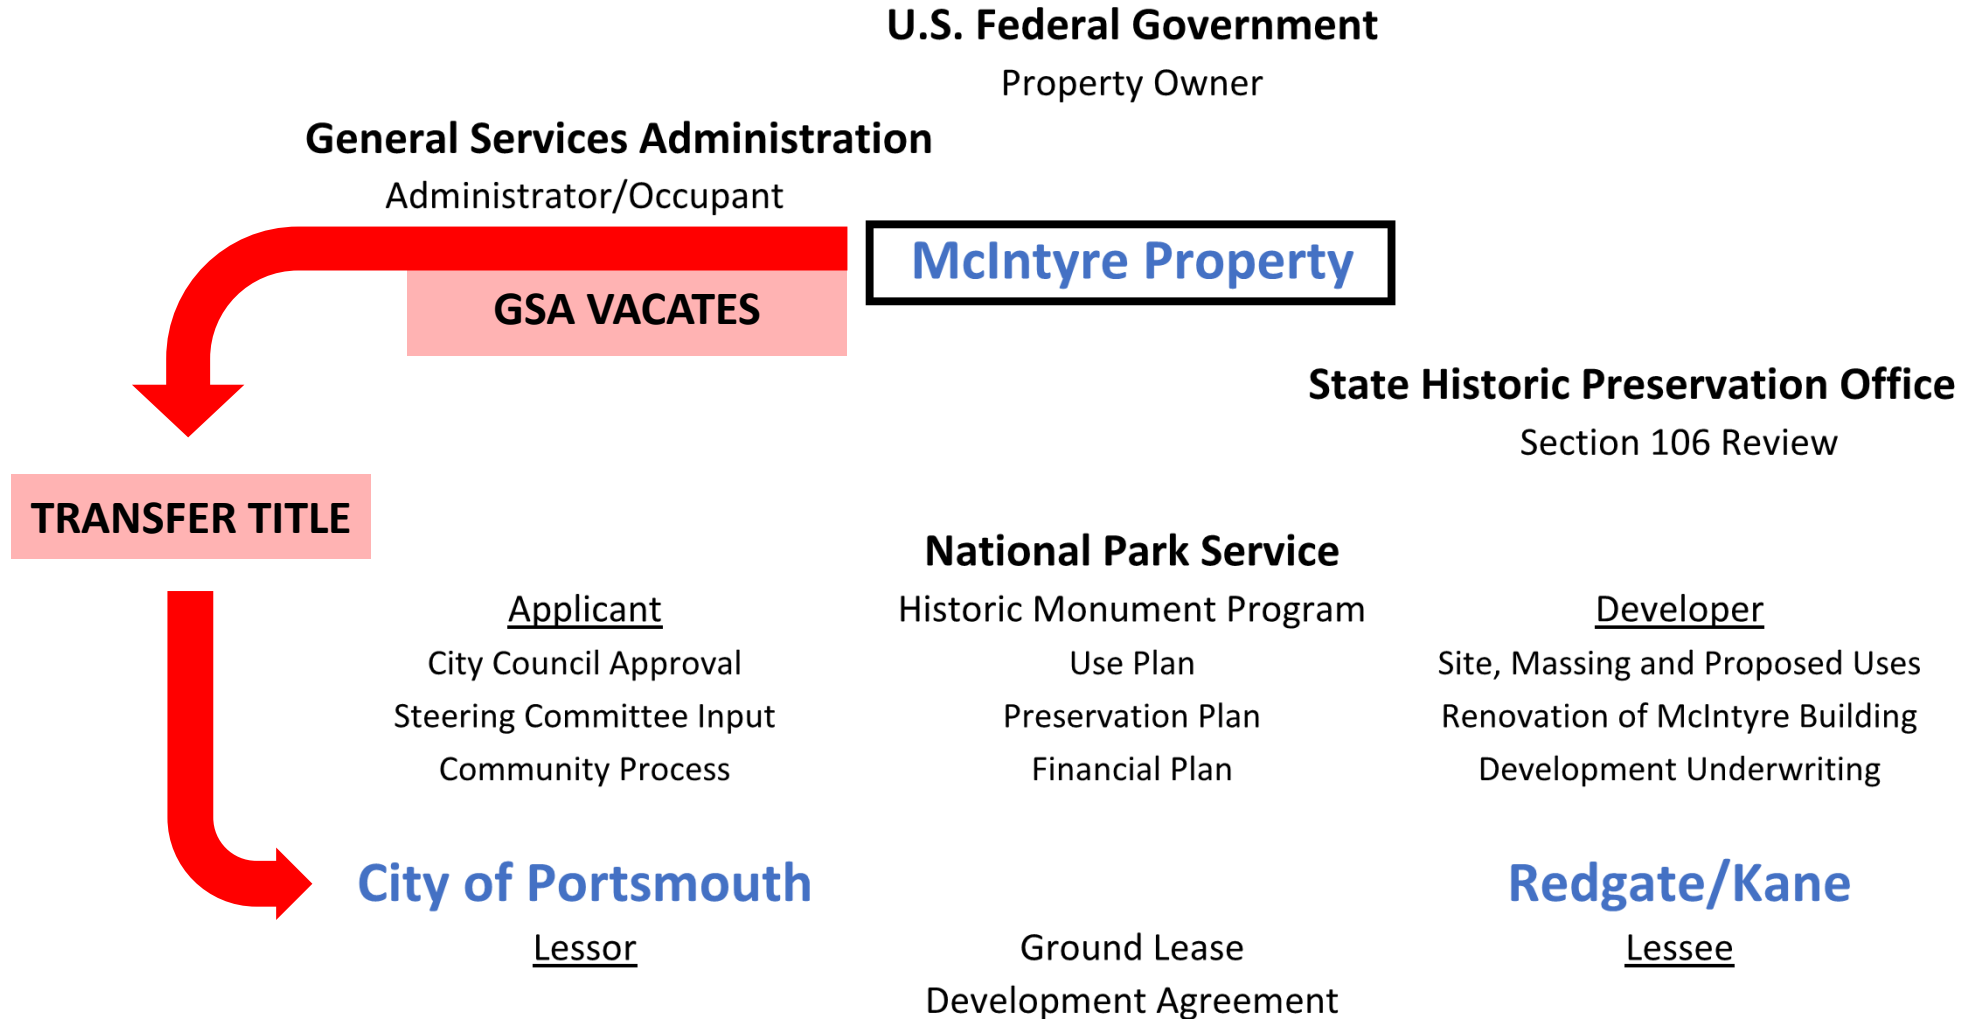 U.S. Federal Government
Property Owner
General Services Administration
Administrator/Occupant
McIntyre Property
GSA VACATES
State Historic Preservation Office
Section 106 Review
TRANSFER TITLE
National Park Service
Applicant
Historic Monument Program
Developer
City Council Approval
Use Plan
Site, Massing and Proposed Uses
Steering Committee Input
Preservation Plan
Renovation of McIntyre Building
Community Process
Financial Plan
Development Underwriting
City of Portsmouth
Redgate/Kane
Lessor
Ground Lease
Lessee
Development Agreement